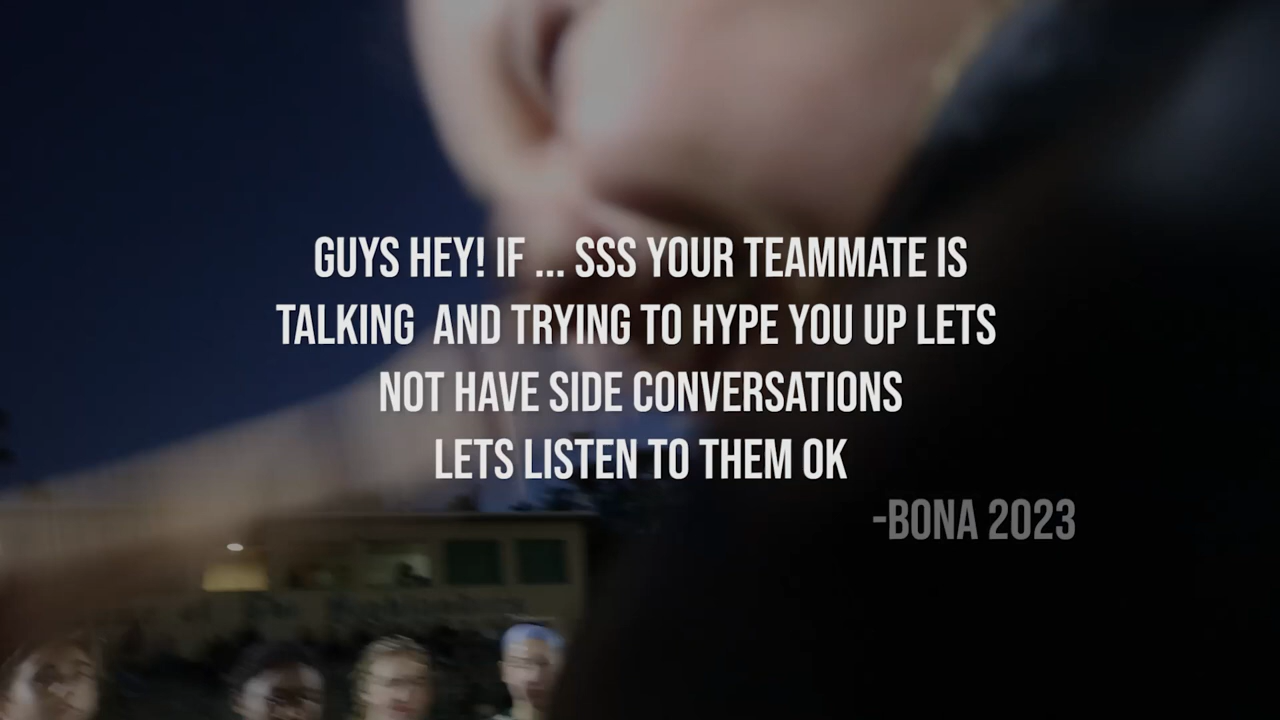 GUYS HEY! IF ... SSS YOUR TEAMMATE IS
TALKING  AND TRYING TO HYPE YOU UP LETS
NOT HAVE SIDE CONVERSATIONS
LETS LISTEN TO THEM OK
-BONA 2023